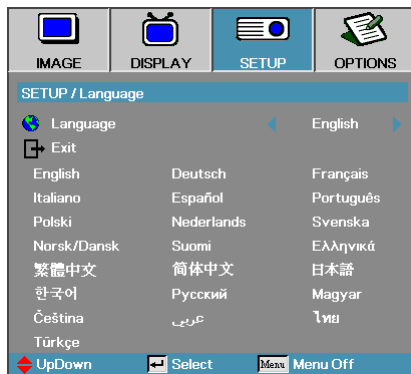 IMAGE DISPLAY SETUP OPTIONS
SETUP / Language
Language English
Exit
English Deutsch Français
Italiano Español Português
Polski Nederlands Svenska
Norsk/Dansk Suomi Ελληνικά
繁體中文 简体中文 日本語
한국어 Русский Magyar
Čeština عربي ไทย
Türkçe
UpDown Select Menu Menu Off